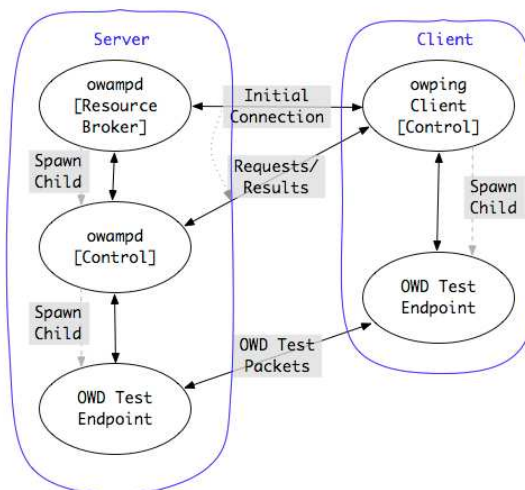 Server
Client
owampd
[Resource
Broker]
Initial
Connection
owping
Client
[Control]
Spawn
Child
Requests/
Results
Spawn
Child
owampd
[Control]
OWD Test
Endpoint
Spawn
Child
OWD Test
Packets
OWD Test
Endpoint